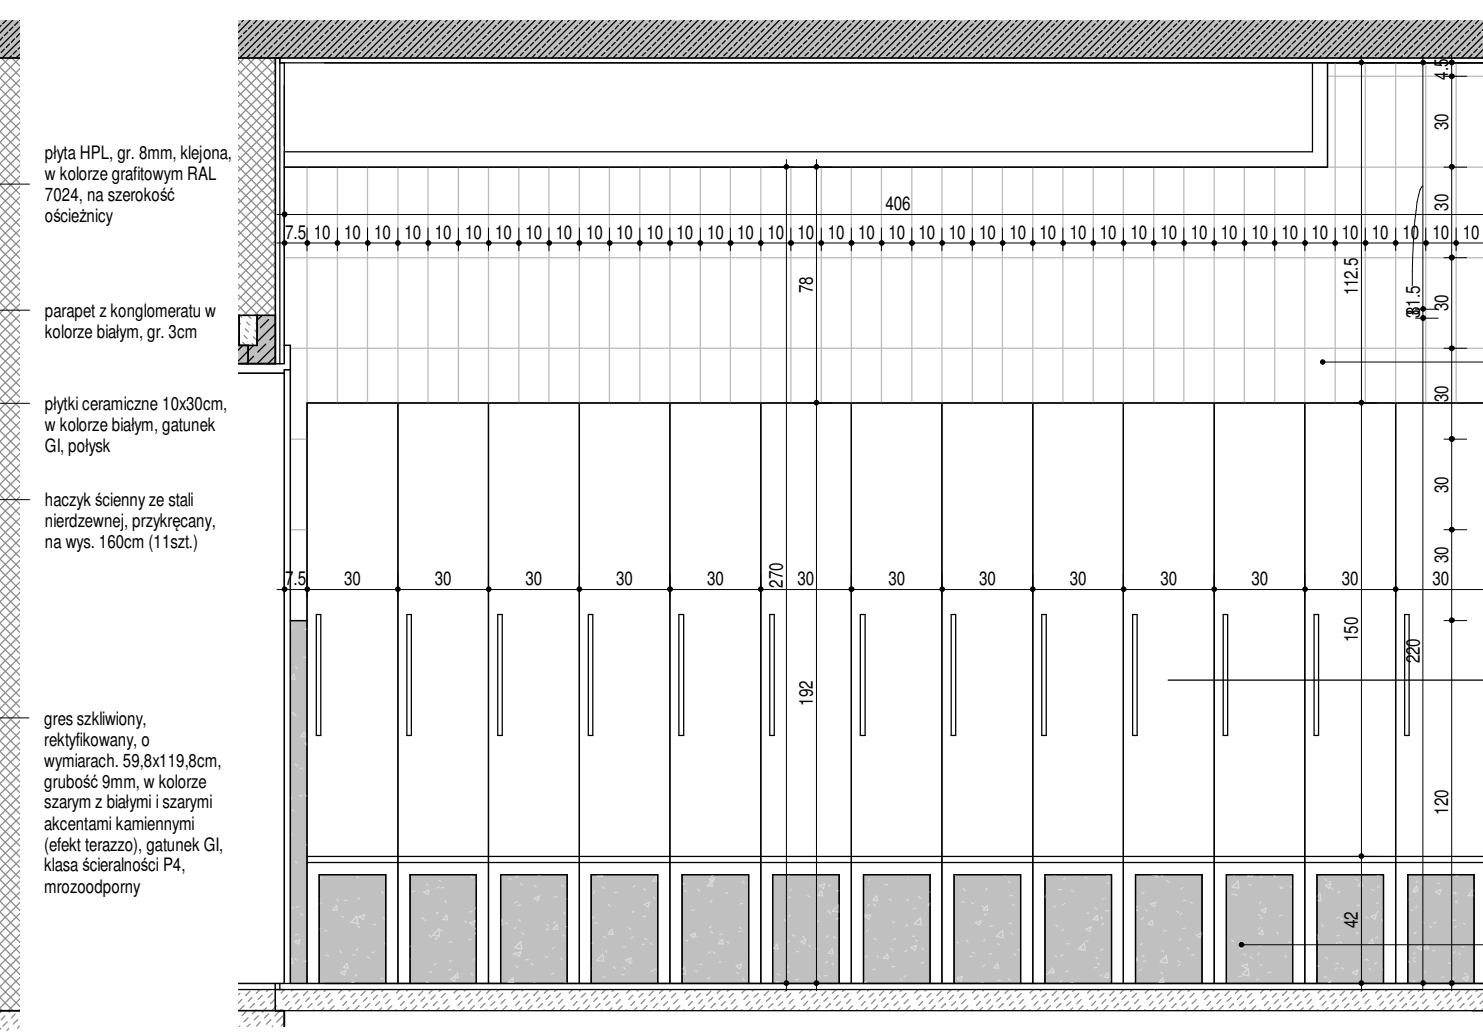 płyta HPL, gr. 8mm, klejona,
w kolorze grafitowym RAL
7024, na szerokość
ościeżnicy
parapet z konglomeratu w
kolorze białym, gr. 3cm
płytki ceramiczne 10x30cm,
w kolorze białym, gatunek
GI, połysk
haczyk ścienny ze stali
nierdzewnej, przykręcany,
na wys. 160cm (11szt.)
gres szkliwiony,
rektyfikowany, o
wymiarach. 59,8x119,8cm,
grubość 9mm, w kolorze
szarym z białymi i szarymi
akcentami kamiennymi
(efekt terazzo), gatunek GI,
klasa ścieralności P4,
mrozoodporny
406
7.5 10 10 10 10 10 10 10 10 10 10 10 10 10 10 10 10 10 10 10 10 10 10 10 10 10 10 10 10 10 10 10 10 10 10 10 10 10 10 10
78
112.5
4.5
30
30
30
30
30
30
120
7.5 30 30 30 30 30 30 30 30 30 30 30 30 30
270
192
150
220
42